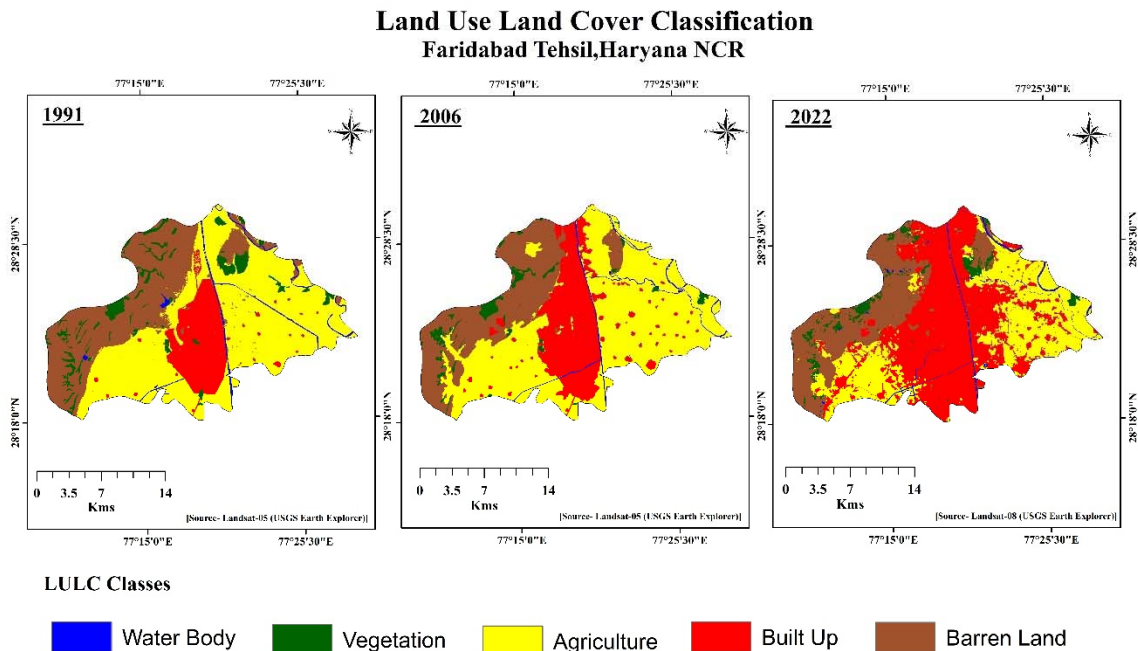 Land Use Land Cover Classification
Faridabad Tehsil,Haryana NCR
77°15'0"E 77°25'30"E
77°15'0"E 77°25'30"E
77°15'0"E 77°25'30"E
1991
2006
2022
28°28'30"N
28°28'30"N
28°28'30"N
28°28'30"N
28°18'0"N
28°18'0"N
28°18'0"N
28°18'0"N
0 3.5 7 14
Kms
[Source- Landsat-05 (USGS Earth Explorer)]
0 3.5 7 14
Kms
[Source- Landsat-05 (USGS Earth Explorer)]
0 3.5 7 14
Kms
[Source- Landsat-08 (USGS Earth Explorer)]
77°15'0"E 77°25'30"E
77°15'0"E 77°25'30"E
77°15'0"E 77°25'30"E
LULC Classes
Water Body Vegetation Agriculture Built Up Barren Land